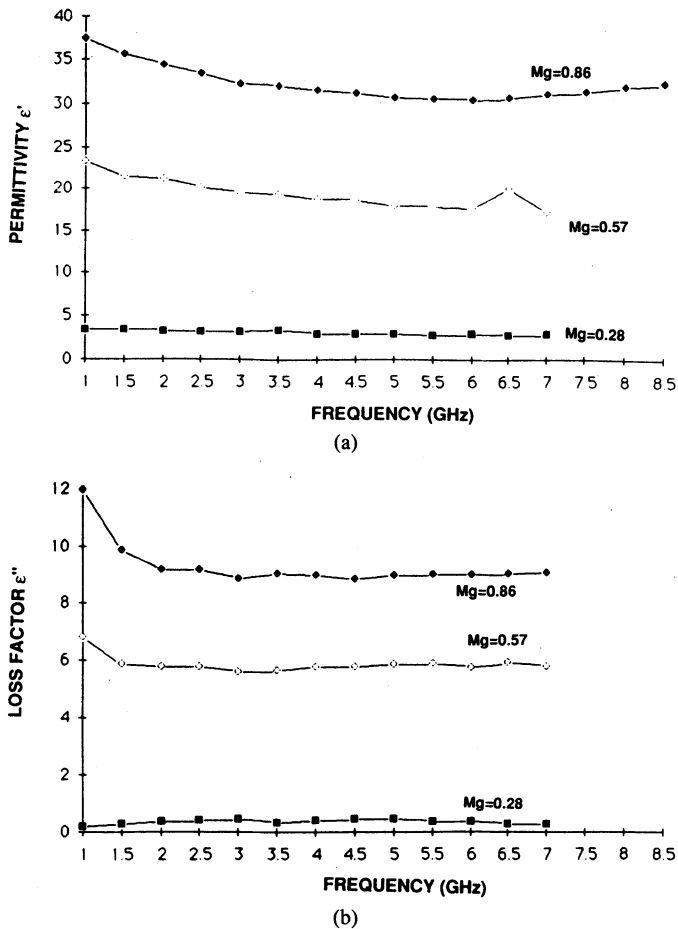 40
35
30
25
20
15
10
5
0
PERMITTIVITY ε'
Mg=0.86
Mg=0.57
Mg=0.28
1 1.5 2 2.5 3 3.5 4 4.5 5 5.5 6 6.5 7 7.5 8 8.5
FREQUENCY (GHz)
(a)
12
10
8
6
4
2
0
LOSS FACTOR ε"
Mg=0.86
Mg=0.57
Mg=0.28
1 1.5 2 2.5 3 3.5 4 4.5 5 5.5 6 6.5 7 7.5 8 8.5
FREQUENCY (GHz)
(b)